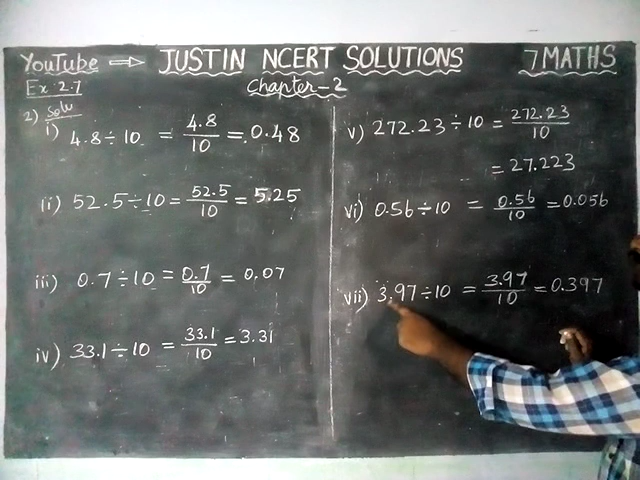 YouTube ⇒ JUSTIN NCERT SOLUTIONS 7 MATHS
Ex 2.7 Chapter - 2
2) Solu
i) 4.8 ÷ 10 = 4.8/10 = 0.48
(ii) 52.5 ÷ 10 = 52.5/10 = 5.25
iii) 0.7 ÷ 10 = 0.7/10 = 0.07
iv) 33.1 ÷ 10 = 33.1/10 = 3.31
v) 272.23 ÷ 10 = 272.23/10
= 27.223
vi) 0.56 ÷ 10 = 0.56/10 = 0.056
vii) 3.97 ÷ 10 = 3.97/10 = 0.397